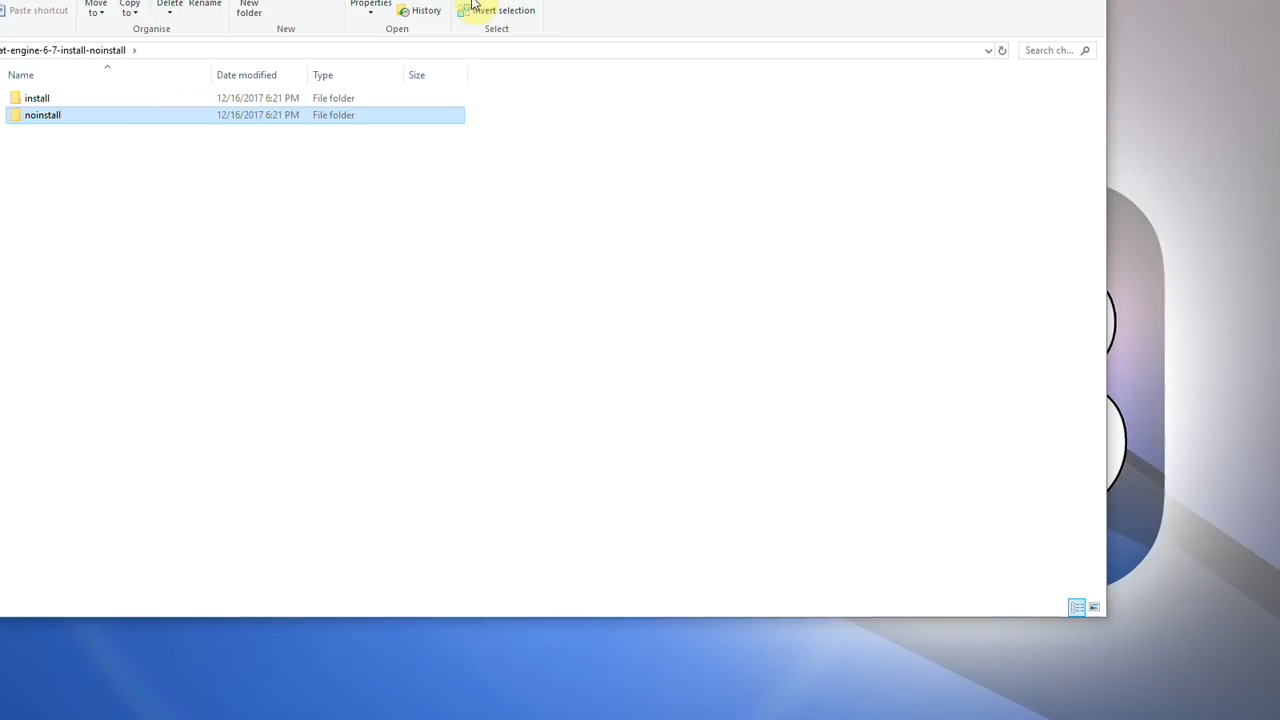 Paste shortcut
Move to
Copy to
Delete
Rename
New folder
Properties
History
Invert selection
Organise
New
Open
Select
at-engine-6-7-install-noinstall
Search ch...
Name
Date modified
Type
Size
install
12/16/2017 6:21 PM
File folder
noinstall
12/16/2017 6:21 PM
File folder